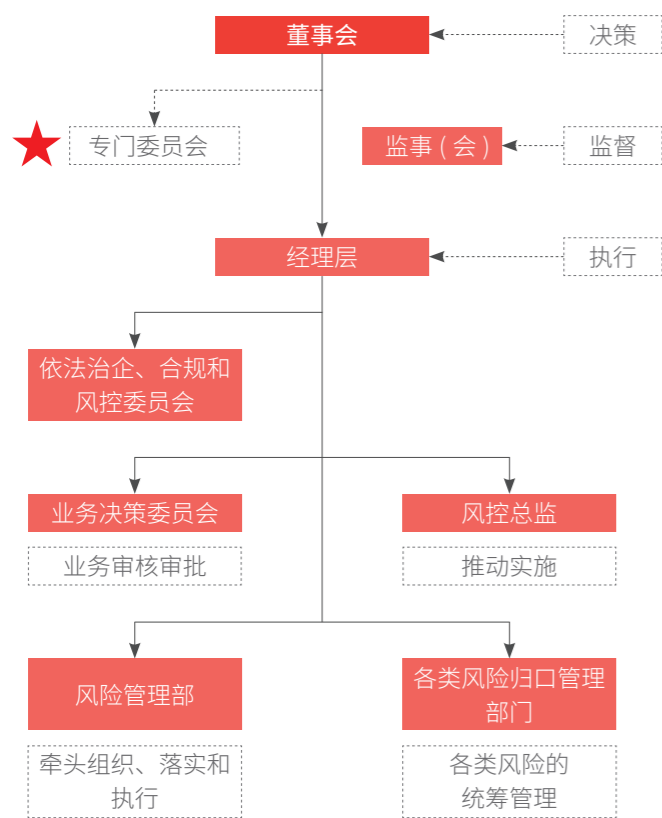 董事会
决策
专门委员会
监事 ( 会 )
监督
经理层
执行
依法治企、合规和
风控委员会
业务决策委员会
风控总监
业务审核审批
推动实施
风险管理部
各类风险归口管理
部门
牵头组织、落实和
执行
各类风险的
统筹管理